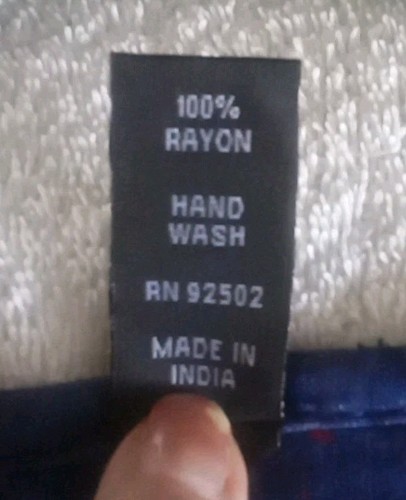 100%
RAYON
HAND
WASH
RN 92502
MADE IN
INDIA